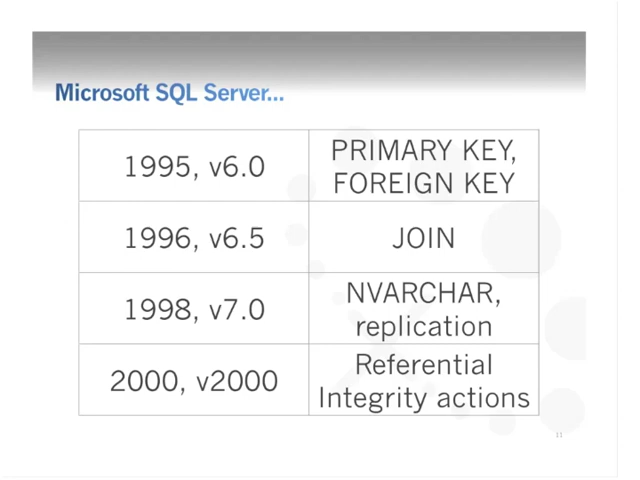 Microsoft SQL Server...
1995, v6.0
PRIMARY KEY,
FOREIGN KEY
1996, v6.5
JOIN
1998, v7.0
NVARCHAR,
replication
2000, v2000
Referential
Integrity actions
11